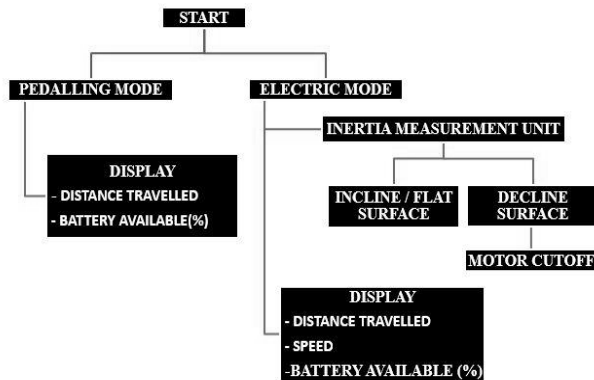 START
PEDALLING MODE
ELECTRIC MODE
INERTIA MEASUREMENT UNIT
DISPLAY
- DISTANCE TRAVELLED
- BATTERY AVAILABLE(%)
INCLINE / FLAT
SURFACE
DECLINE
SURFACE
MOTOR CUTOFF
DISPLAY
- DISTANCE TRAVELLED
- SPEED
-BATTERY AVAILABLE (%)